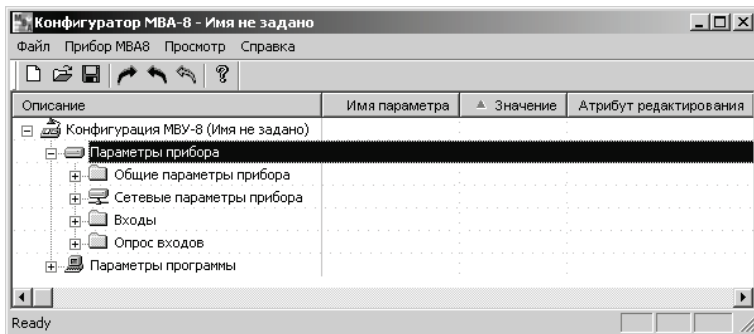 Конфигуратор МВА-8 - Имя не задано
Файл Прибор МВА8 Просмотр Справка
Описание Имя параметра Значение Атрибут редактирования
Конфигурация МВУ-8 (Имя не задано)
Параметры прибора
Общие параметры прибора
Сетевые параметры прибора
Входы
Опрос входов
Параметры программы
Ready